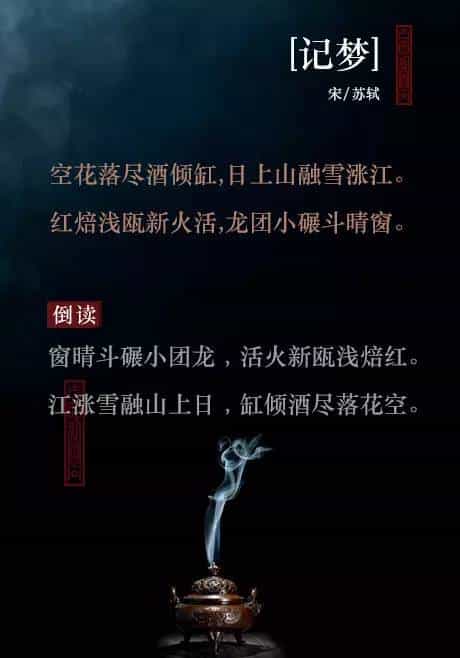 [记梦]
宋/苏轼
空花落尽酒倾缸,日上山融雪涨江。
红焙浅瓯新火活,龙团小碾斗晴窗。
倒读
窗晴斗碾小团龙，活火新瓯浅焙红。
江涨雪融山上日，缸倾酒尽落花空。